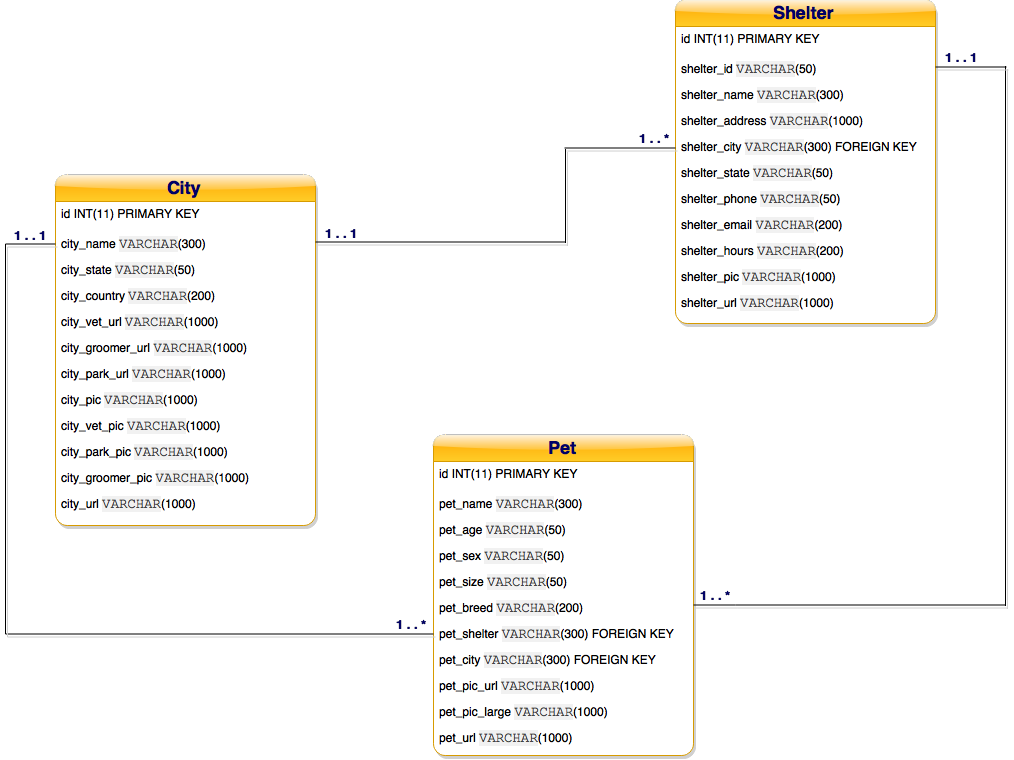 Shelter
id INT(11) PRIMARY KEY
shelter_id VARCHAR(50)
shelter_name VARCHAR(300)
shelter_address VARCHAR(1000)
shelter_city VARCHAR(300) FOREIGN KEY
shelter_state VARCHAR(50)
shelter_phone VARCHAR(50)
shelter_email VARCHAR(200)
shelter_hours VARCHAR(200)
shelter_pic VARCHAR(1000)
shelter_url VARCHAR(1000)
1..1
1..*
City
id INT(11) PRIMARY KEY
city_name VARCHAR(300)
city_state VARCHAR(50)
city_country VARCHAR(200)
city_vet_url VARCHAR(1000)
city_groomer_url VARCHAR(1000)
city_park_url VARCHAR(1000)
city_pic VARCHAR(1000)
city_vet_pic VARCHAR(1000)
city_park_pic VARCHAR(1000)
city_groomer_pic VARCHAR(1000)
city_url VARCHAR(1000)
1..1
1..1
Pet
id INT(11) PRIMARY KEY
pet_name VARCHAR(300)
pet_age VARCHAR(50)
pet_sex VARCHAR(50)
pet_size VARCHAR(50)
pet_breed VARCHAR(200)
pet_shelter VARCHAR(300) FOREIGN KEY
pet_city VARCHAR(300) FOREIGN KEY
pet_pic_url VARCHAR(1000)
pet_pic_large VARCHAR(1000)
pet_url VARCHAR(1000)
1..*
1..*